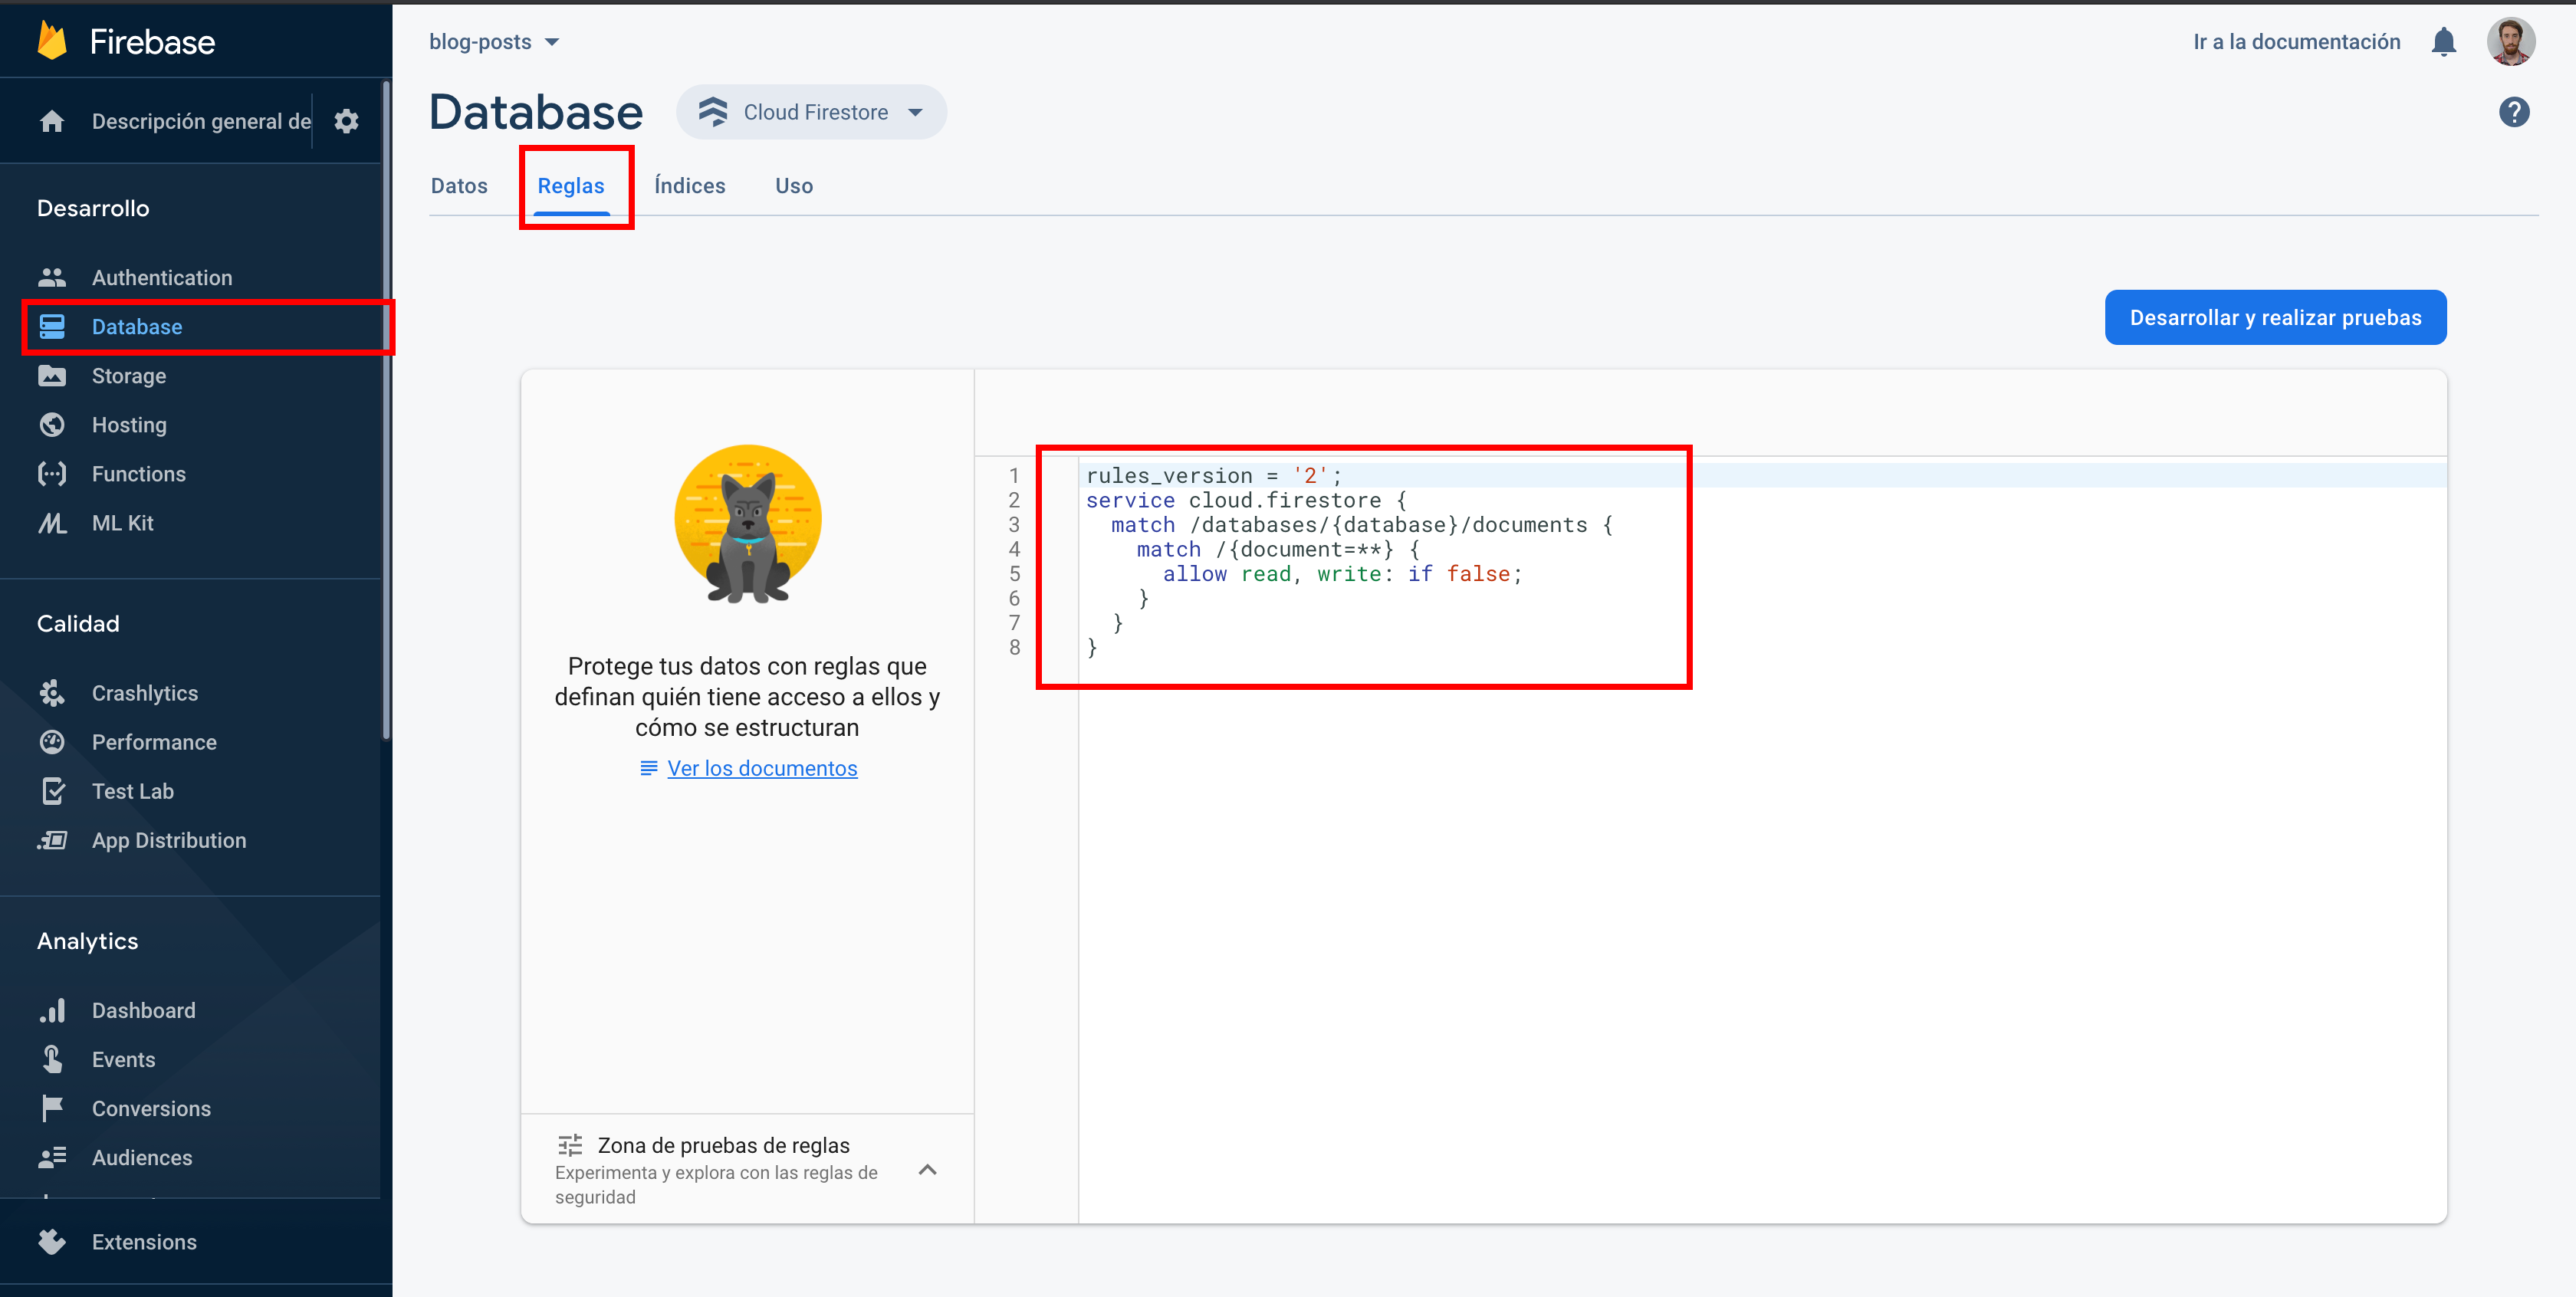 Firebase
Descripción general de
Desarrollo
Authentication
Database
Storage
Hosting
Functions
ML Kit
Calidad
Crashlytics
Performance
Test Lab
App Distribution
Analytics
Dashboard
Events
Conversions
Audiences
Extensions
blog-posts
Ir a la documentación
Database
Cloud Firestore
Datos
Reglas
Índices
Uso
Desarrollar y realizar pruebas
Protege tus datos con reglas que
definan quién tiene acceso a ellos y
cómo se estructuran
Ver los documentos
Zona de pruebas de reglas
Experimenta y explora con las reglas de
seguridad
1 rules_version = '2';
2 service cloud.firestore {
3   match /databases/{database}/documents {
4     match /{document=**} {
5       allow read, write: if false;
6     }
7   }
8 }